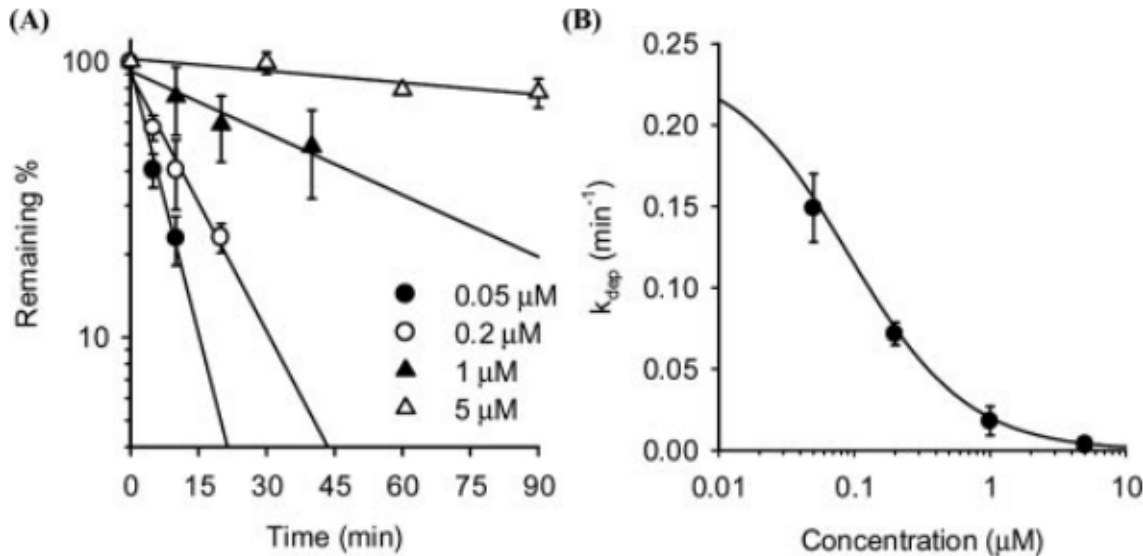 (A)
100
10
Remaining %
0.05 μM
0.2 μM
1 μM
5 μM
0 15 30 45 60 75 90
Time (min)
(B)
0.25
0.20
0.15
0.10
0.05
0.00
k_dep (min⁻¹)
0.01 0.1 1 10
Concentration (μM)